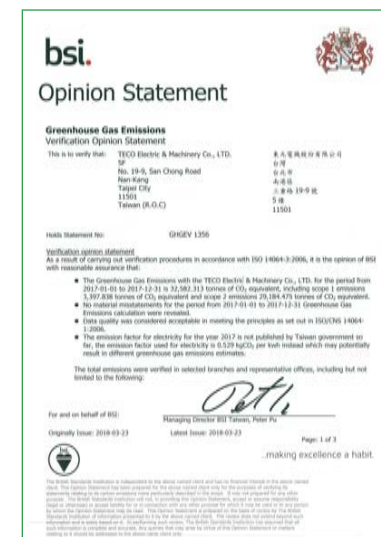 bsi.
Opinion Statement
Greenhouse Gas Emissions
Verification Opinion Statement
This is to verify that: TECO Electric & Machinery Co., LTD. 東元電機股份有限公司
5F 台灣
No. 19-9, San Chong Road 台北市
Nan-Kang 南港區
Taipei City 三重路 19-9 號
11501 5 樓
Taiwan (R.O.C) 11501
Holds Statement No: GHGEV 1356
Verification opinion statement
As a result of carrying out verification procedures in accordance with ISO 14064-3:2006, it is the opinion of BSI
with reasonable assurance that:
The Greenhouse Gas Emissions with the TECO Electric & Machinery Co., LTD. for the period from
2017-01-01 to 2017-12-31 is 32,582.313 tonnes of CO₂ equivalent, including scope 1 emissions
3,397.838 tonnes of CO₂ equivalent and scope 2 emissions 29,184.475 tonnes of CO₂ equivalent.
No material misstatements for the period from 2017-01-01 to 2017-12-31 Greenhouse Gas
Emissions calculation were revealed.
Data quality was considered acceptable in meeting the principles as set out in ISO/CNS 14064-
1:2006.
The emission factor for electricity for the year 2017 is not published by Taiwan government so
far, the emission factor used for electricity is 0.529 kgCO₂ per kwh instead which may potentially
result in different greenhouse gas emissions estimates.
The total emissions were verified in selected branches and representative offices, including but not
limited to the following:
For and on behalf of BSI:
Managing Director BSI Taiwan, Peter Pu
Originally Issue: 2018-03-23 Latest Issue: 2018-03-23
Page: 1 of 3
...making excellence a habit.